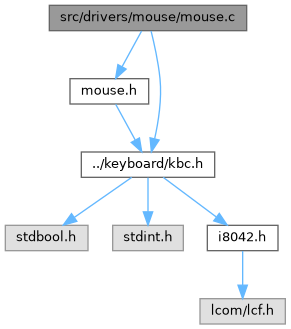 src/drivers/mouse/mouse.c
mouse.h
../keyboard/kbc.h
stdbool.h
stdint.h
i8042.h
lcom/lcf.h